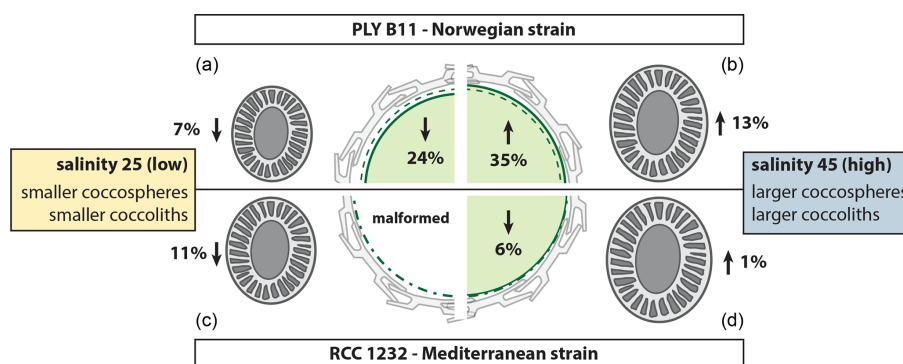 PLY B11 - Norwegian strain
(a)
(b)
7%
24%
35%
13%
salinity 25 (low)
smaller coccospheres
smaller coccoliths
salinity 45 (high)
larger coccospheres
larger coccoliths
malformed
11%
6%
1%
(c)
(d)
RCC 1232 - Mediterranean strain